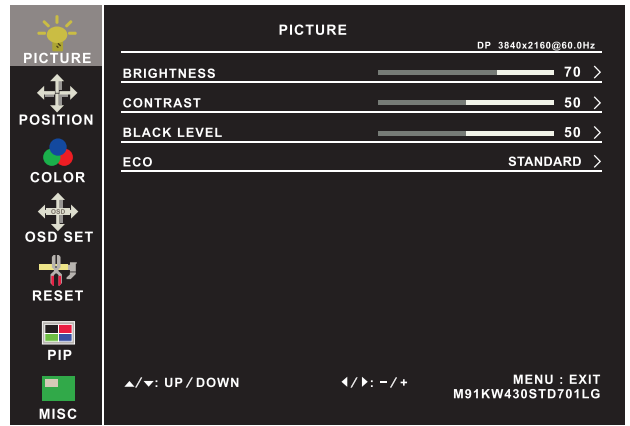 PICTURE
DP 3840x2160@60.0Hz
PICTURE
BRIGHTNESS 70
CONTRAST 50
POSITION
BLACK LEVEL 50
ECO STANDARD
COLOR
OSD
OSD SET
RESET
PIP
▲/▼: UP / DOWN ◀/▶: − / + MENU : EXIT
M91KW430STD701LG
MISC